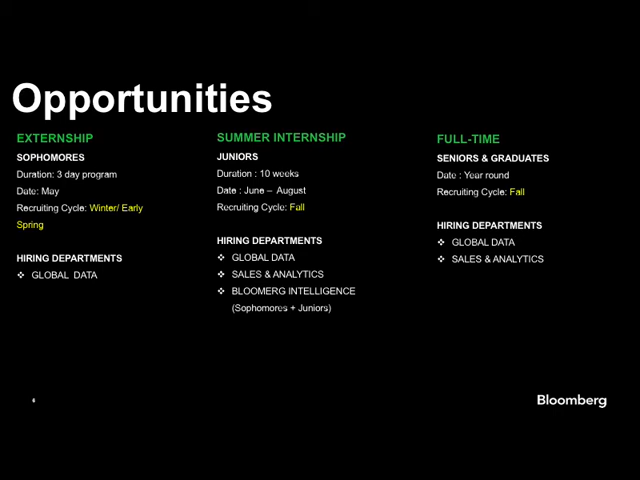 Opportunities
EXTERNSHIP
SOPHOMORES
Duration: 3 day program
Date: May
Recruiting Cycle: Winter/ Early
Spring
HIRING DEPARTMENTS
❖ GLOBAL DATA
SUMMER INTERNSHIP
JUNIORS
Duration : 10 weeks
Date : June – August
Recruiting Cycle: Fall
HIRING DEPARTMENTS
❖ GLOBAL DATA
❖ SALES & ANALYTICS
❖ BLOOMERG INTELLIGENCE
(Sophomores + Juniors)
FULL-TIME
SENIORS & GRADUATES
Date : Year round
Recruiting Cycle: Fall
HIRING DEPARTMENTS
❖ GLOBAL DATA
❖ SALES & ANALYTICS
Bloomberg